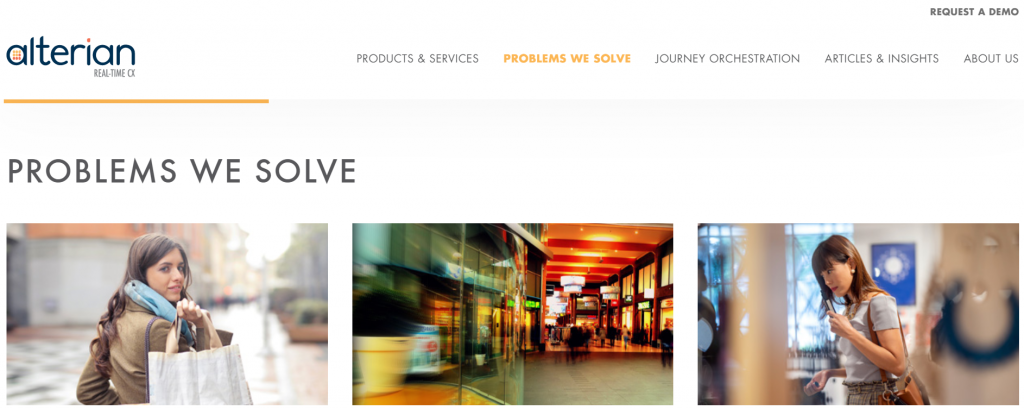 REQUEST A DEMO
alterian
REAL-TIME CX
PRODUCTS & SERVICES PROBLEMS WE SOLVE JOURNEY ORCHESTRATION ARTICLES & INSIGHTS ABOUT US
PROBLEMS WE SOLVE